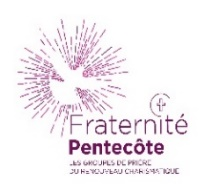 Fraternité
Pentecôte
LES GROUPES DE PRIÈRE
DU RENOUVEAU CHARISMATIQUE